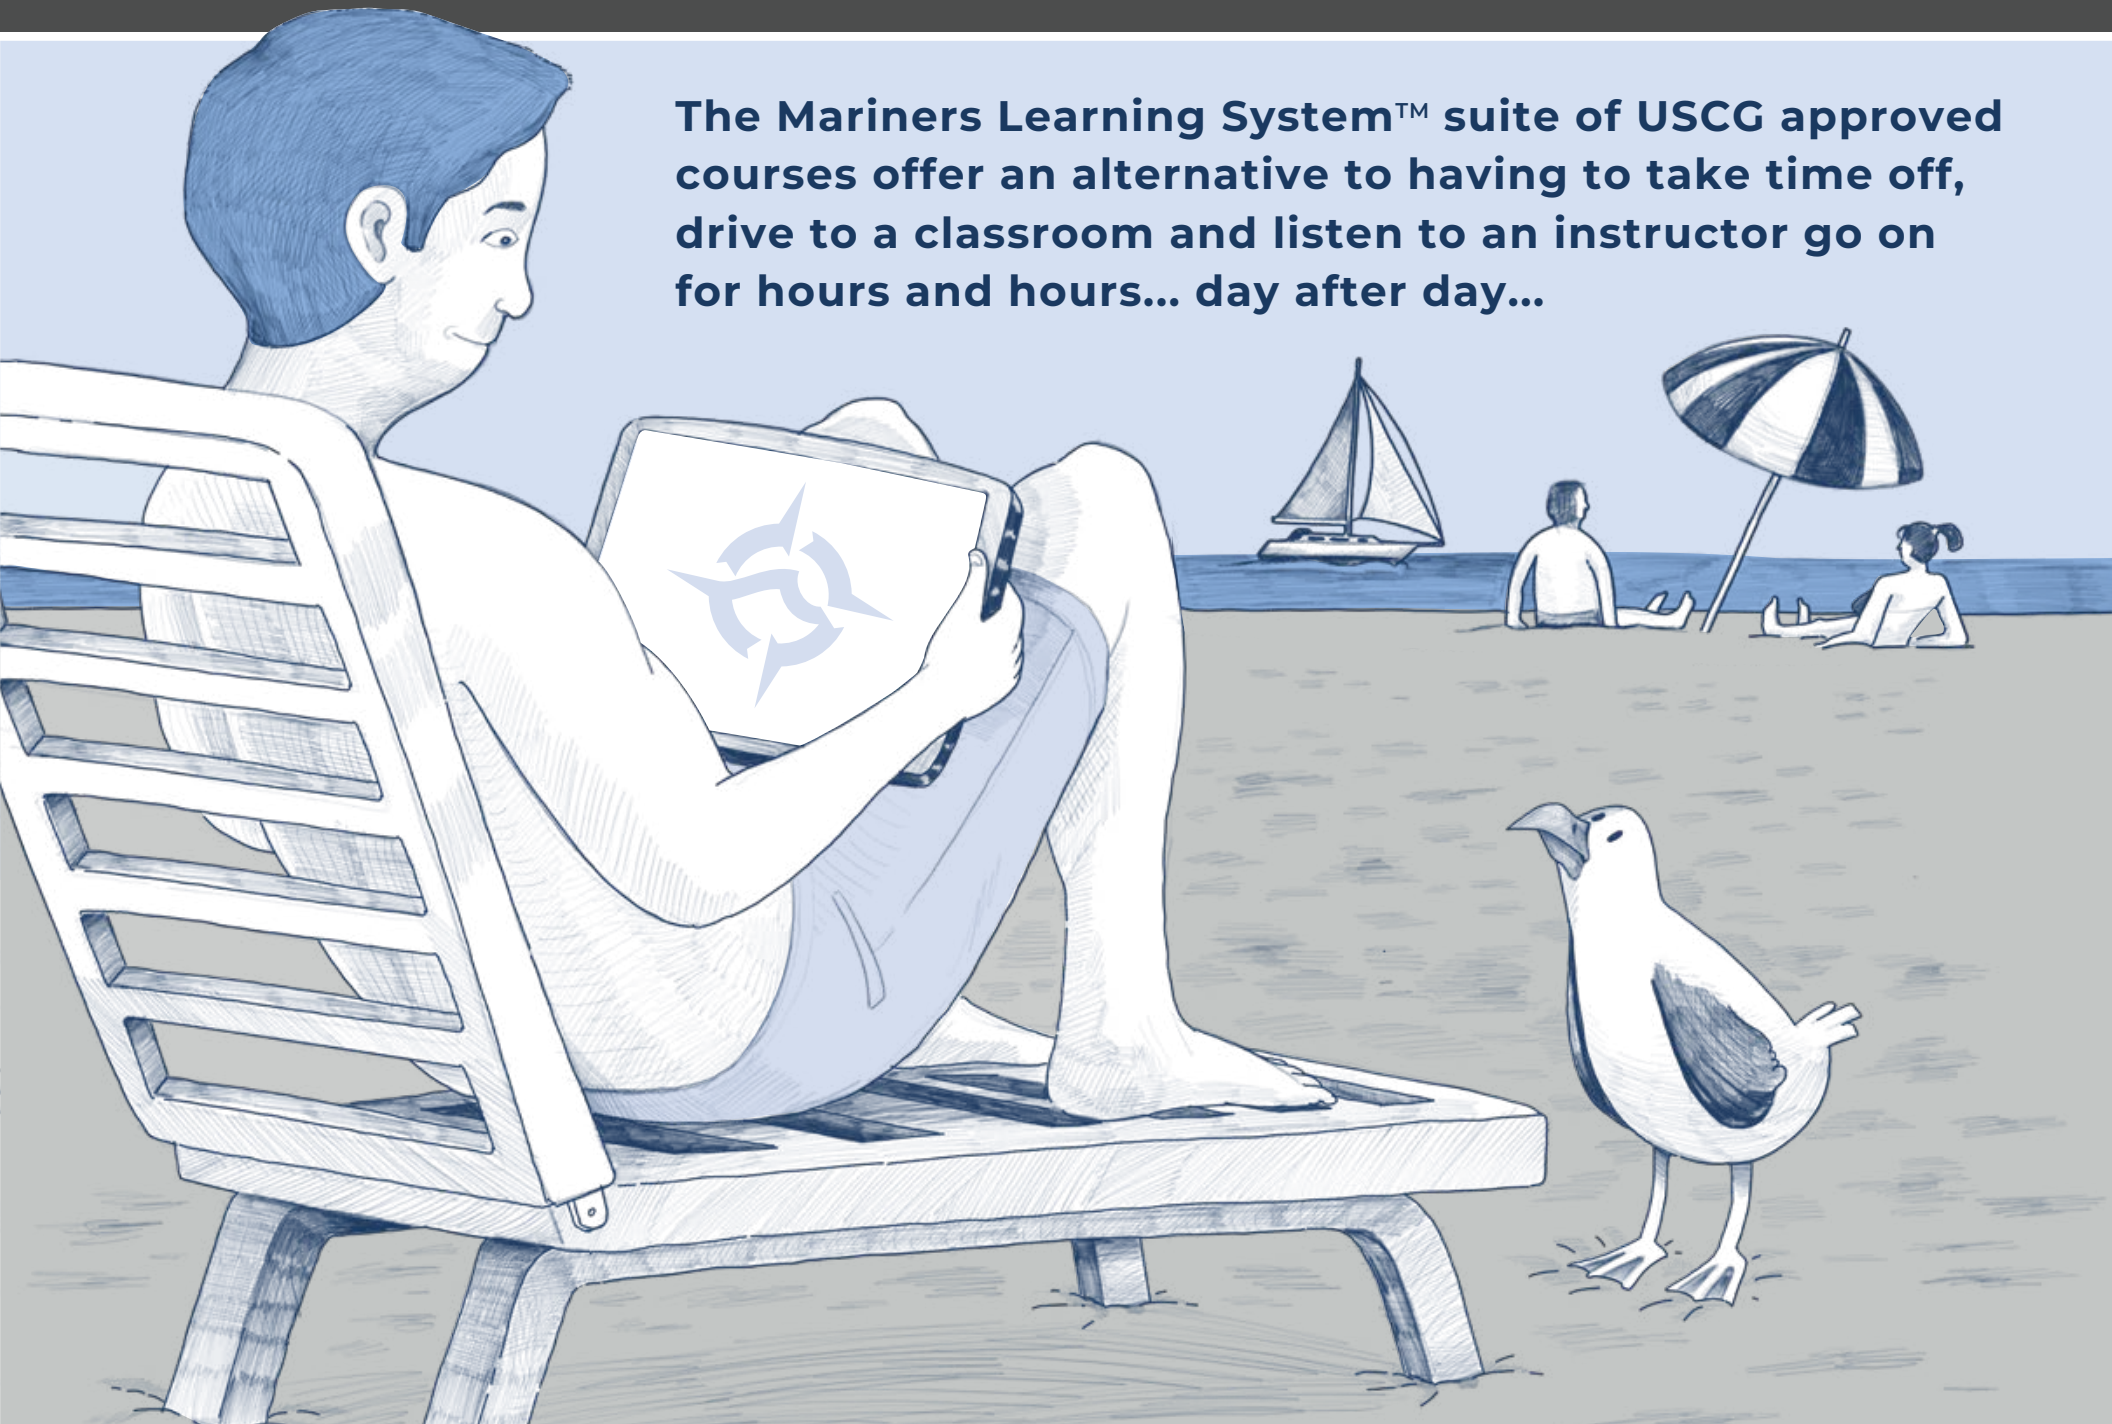 The Mariners Learning System™ suite of USCG approved
courses offer an alternative to having to take time off,
drive to a classroom and listen to an instructor go on
for hours and hours... day after day...